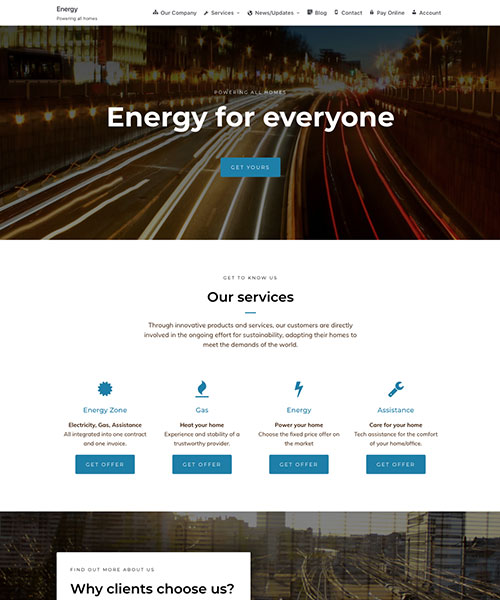 Energy
Powering all homes
Our Company Services News/Updates Blog Contact Pay Online Account
POWERING ALL HOMES
Energy for everyone
GET YOURS
GET TO KNOW US
Our services
Through innovative products and services, our customers are directly
involved in the ongoing effort for sustainability, adapting their homes to
meet the demands of the world.
Energy Zone Gas Energy Assistance
Electricity, Gas, Assistance Heat your home Power your home Care for your home
All integrated into one contract Experience and stability of a Choose the fixed price offer on Tech assistance for the comfort
and one invoice. trustworthy provider. the market of your home/office.
GET OFFER GET OFFER GET OFFER GET OFFER
FIND OUT MORE ABOUT US
Why clients choose us?